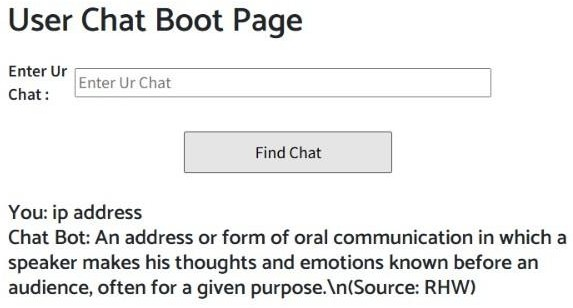 User Chat Boot Page
Enter Ur
Chat :
Enter Ur Chat
Find Chat
You: ip address
Chat Bot: An address or form of oral communication in which a
speaker makes his thoughts and emotions known before an
audience, often for a given purpose.\n(Source: RHW)